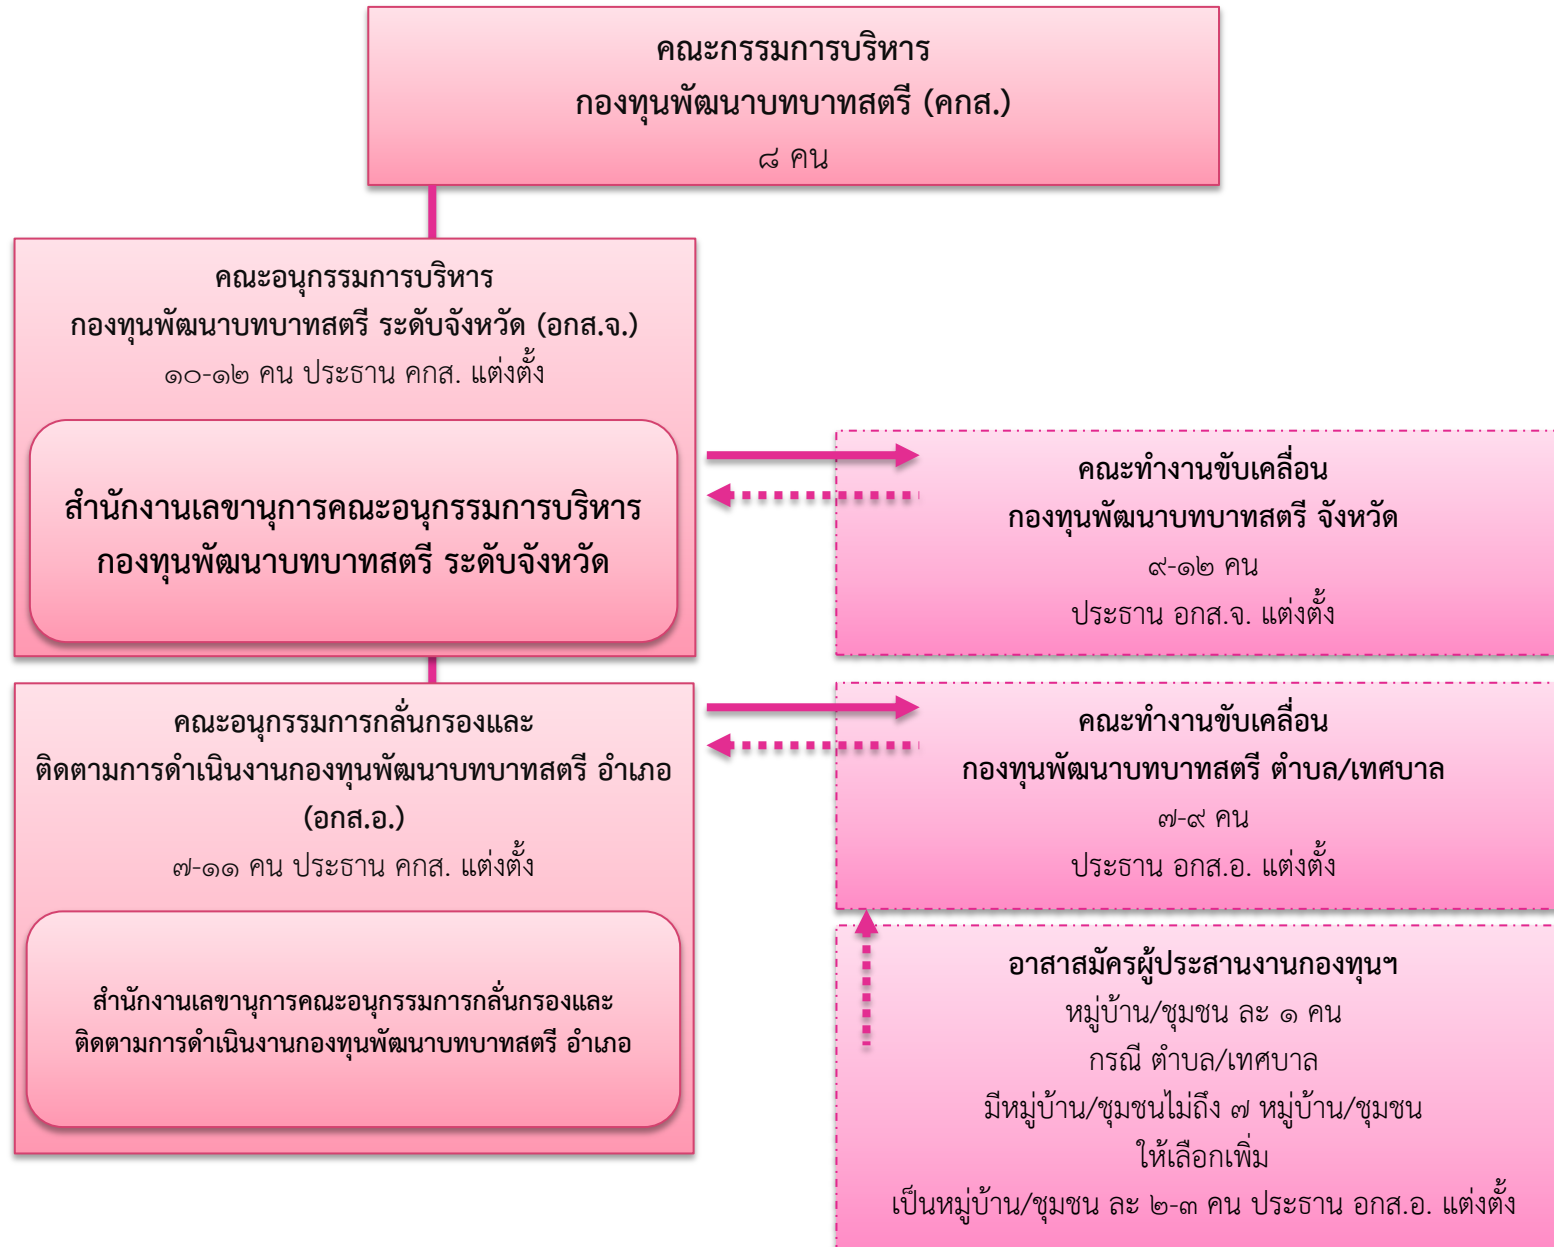 คณะกรรมการบริหาร
กองทุนพัฒนาบทบาทสตรี (คกส.)
๘ คน
คณะอนุกรรมการบริหาร
กองทุนพัฒนาบทบาทสตรี ระดับจังหวัด (อกส.จ.)
๑๐-๑๒ คน ประธาน คกส. แต่งตั้ง
สำนักงานเลขานุการคณะอนุกรรมการบริหาร
กองทุนพัฒนาบทบาทสตรี ระดับจังหวัด
คณะทำงานขับเคลื่อน
กองทุนพัฒนาบทบาทสตรี จังหวัด
๙-๑๒ คน
ประธาน อกส.จ. แต่งตั้ง
คณะอนุกรรมการกลั่นกรองและ
ติดตามการดำเนินงานกองทุนพัฒนาบทบาทสตรี อำเภอ
(อกส.อ.)
๗-๑๑ คน ประธาน คกส. แต่งตั้ง
สำนักงานเลขานุการคณะอนุกรรมการกลั่นกรองและ
ติดตามการดำเนินงานกองทุนพัฒนาบทบาทสตรี อำเภอ
คณะทำงานขับเคลื่อน
กองทุนพัฒนาบทบาทสตรี ตำบล/เทศบาล
๗-๙ คน
ประธาน อกส.อ. แต่งตั้ง
อาสาสมัครผู้ประสานงานกองทุนฯ
หมู่บ้าน/ชุมชน ละ ๑ คน
กรณี ตำบล/เทศบาล
มีหมู่บ้าน/ชุมชนไม่ถึง ๗ หมู่บ้าน/ชุมชน
ให้เลือกเพิ่ม
เป็นหมู่บ้าน/ชุมชน ละ ๒-๓ คน ประธาน อกส.อ. แต่งตั้ง